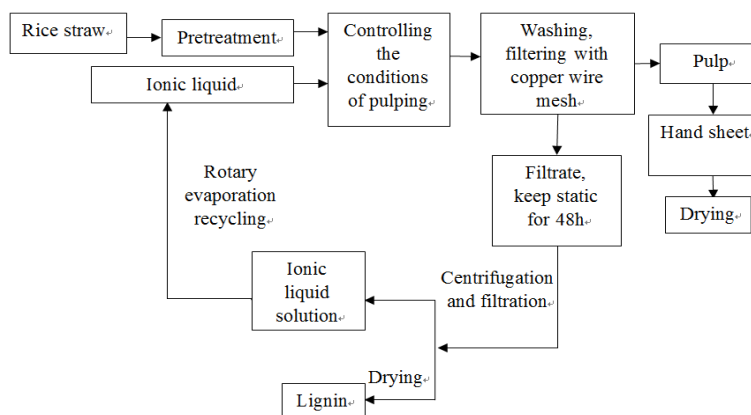 Rice straw
Pretreatment
Controlling
the
conditions
of pulping
Washing,
filtering with
copper wire
mesh
Pulp
Ionic liquid
Hand sheet
Filtrate,
keep static
for 48h
Drying
Rotary
evaporation
recycling
Ionic
liquid
solution
Centrifugation
and filtration
Drying
Lignin